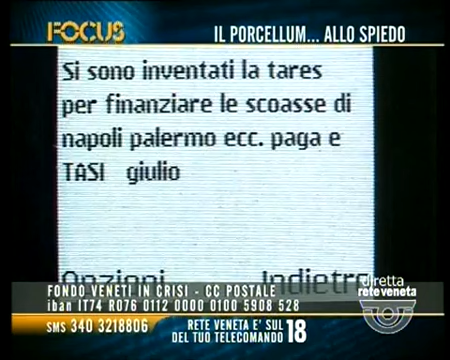 FOCUS
IL PORCELLUM... ALLO SPIEDO
Si sono inventati la tares
per finanziare le scoasse di
napoli palermo ecc. paga e
TASI giulio
Opzioni Indietro
diretta
reteveneta
FONDO VENETI IN CRISI - CC POSTALE
iban IT74 R076 0112 0000 0100 5908 528
SMS 340 3218806
RETE VENETA E' SUL
DEL TUO TELECOMANDO 18